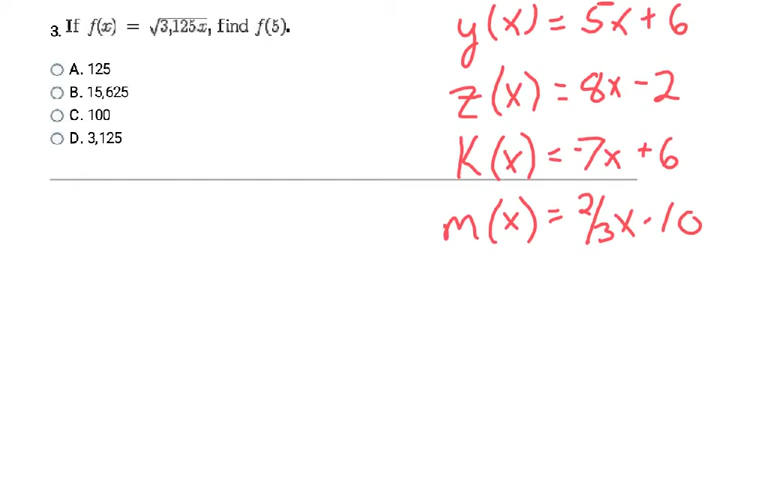 3. If f(x) = √3,125x, find f(5).
A. 125
B. 15,625
C. 100
D. 3,125
y(x) = 5x + 6
z(x) = 8x - 2
K(x) = -7x + 6
m(x) = 2/3x - 10